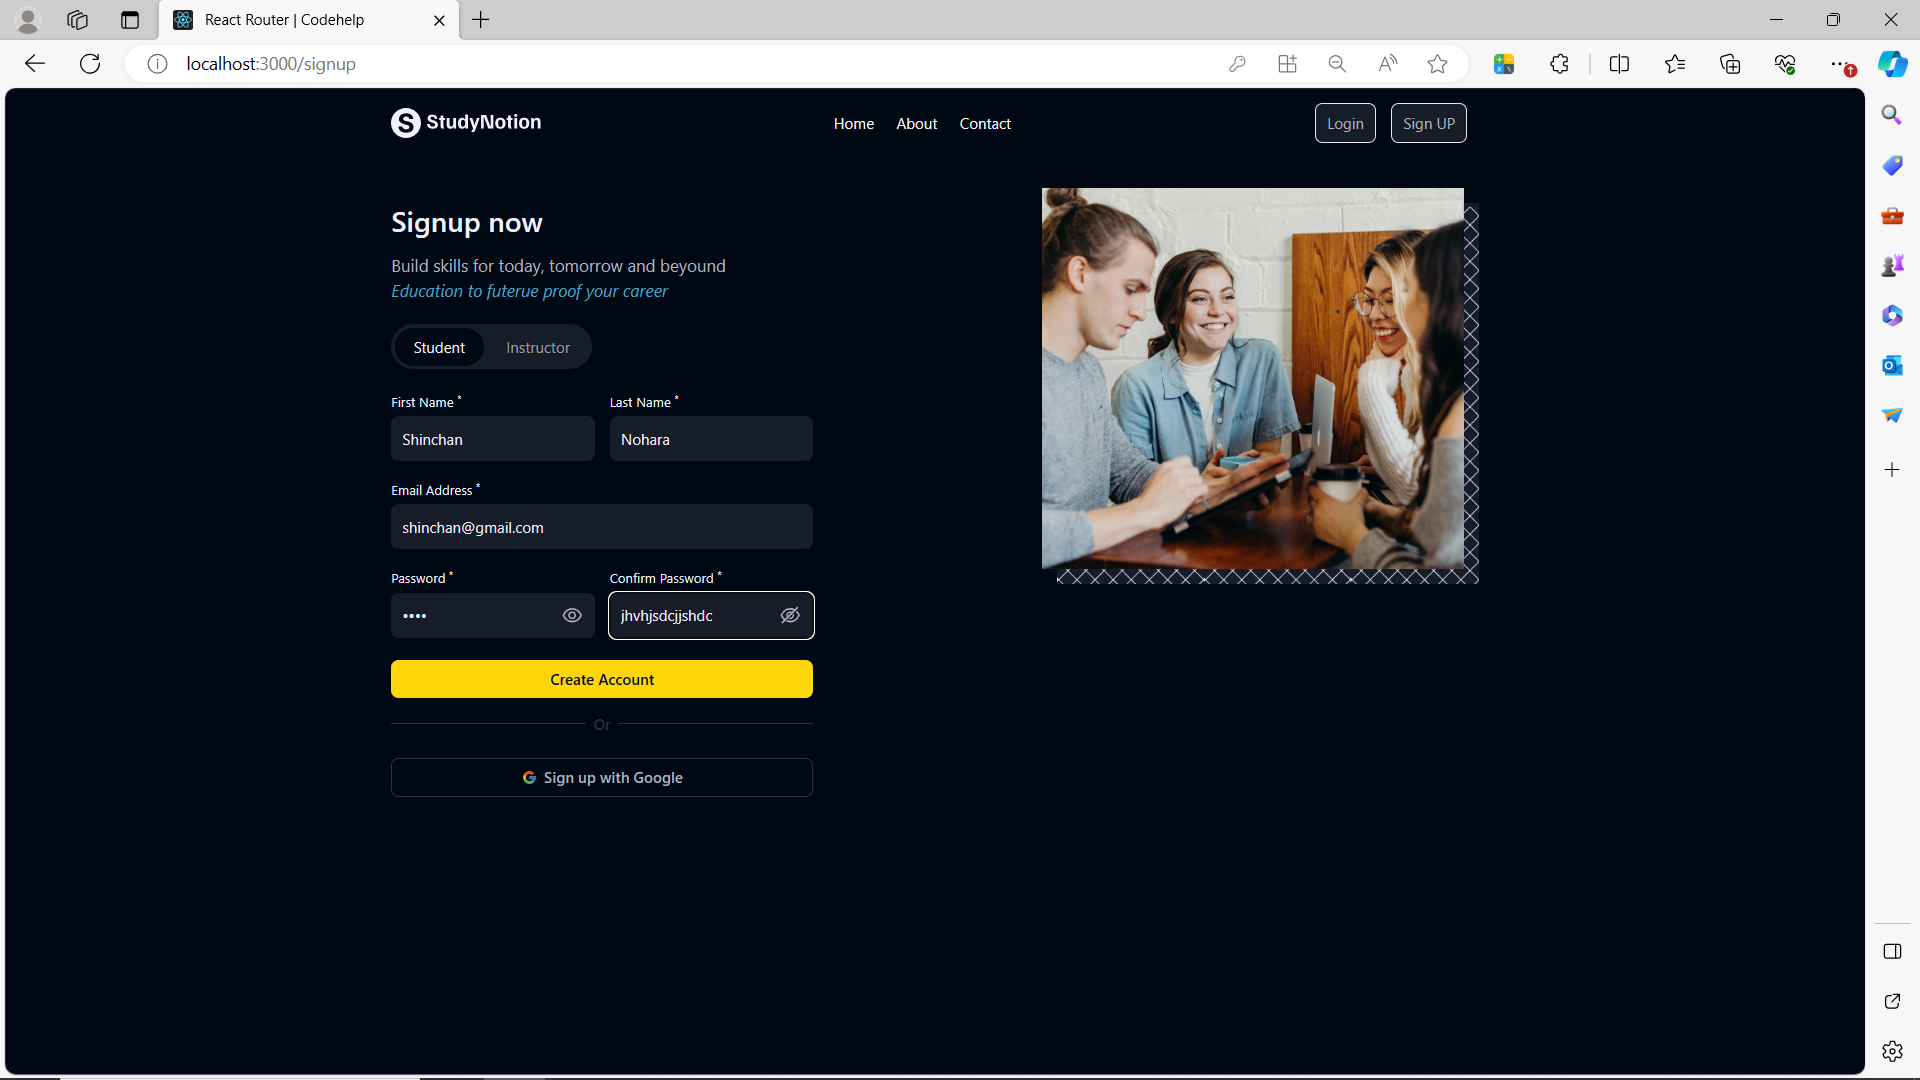 React Router | Codehelp
localhost:3000/signup
StudyNotion
Home About Contact
Login Sign UP
Signup now
Build skills for today, tomorrow and beyound
Education to futerue proof your career
Student Instructor
First Name * Last Name *
Shinchan Nohara
Email Address *
shinchan@gmail.com
Password * Confirm Password *
•••• jhvhjsdcjjshdc
Create Account
Or
Sign up with Google